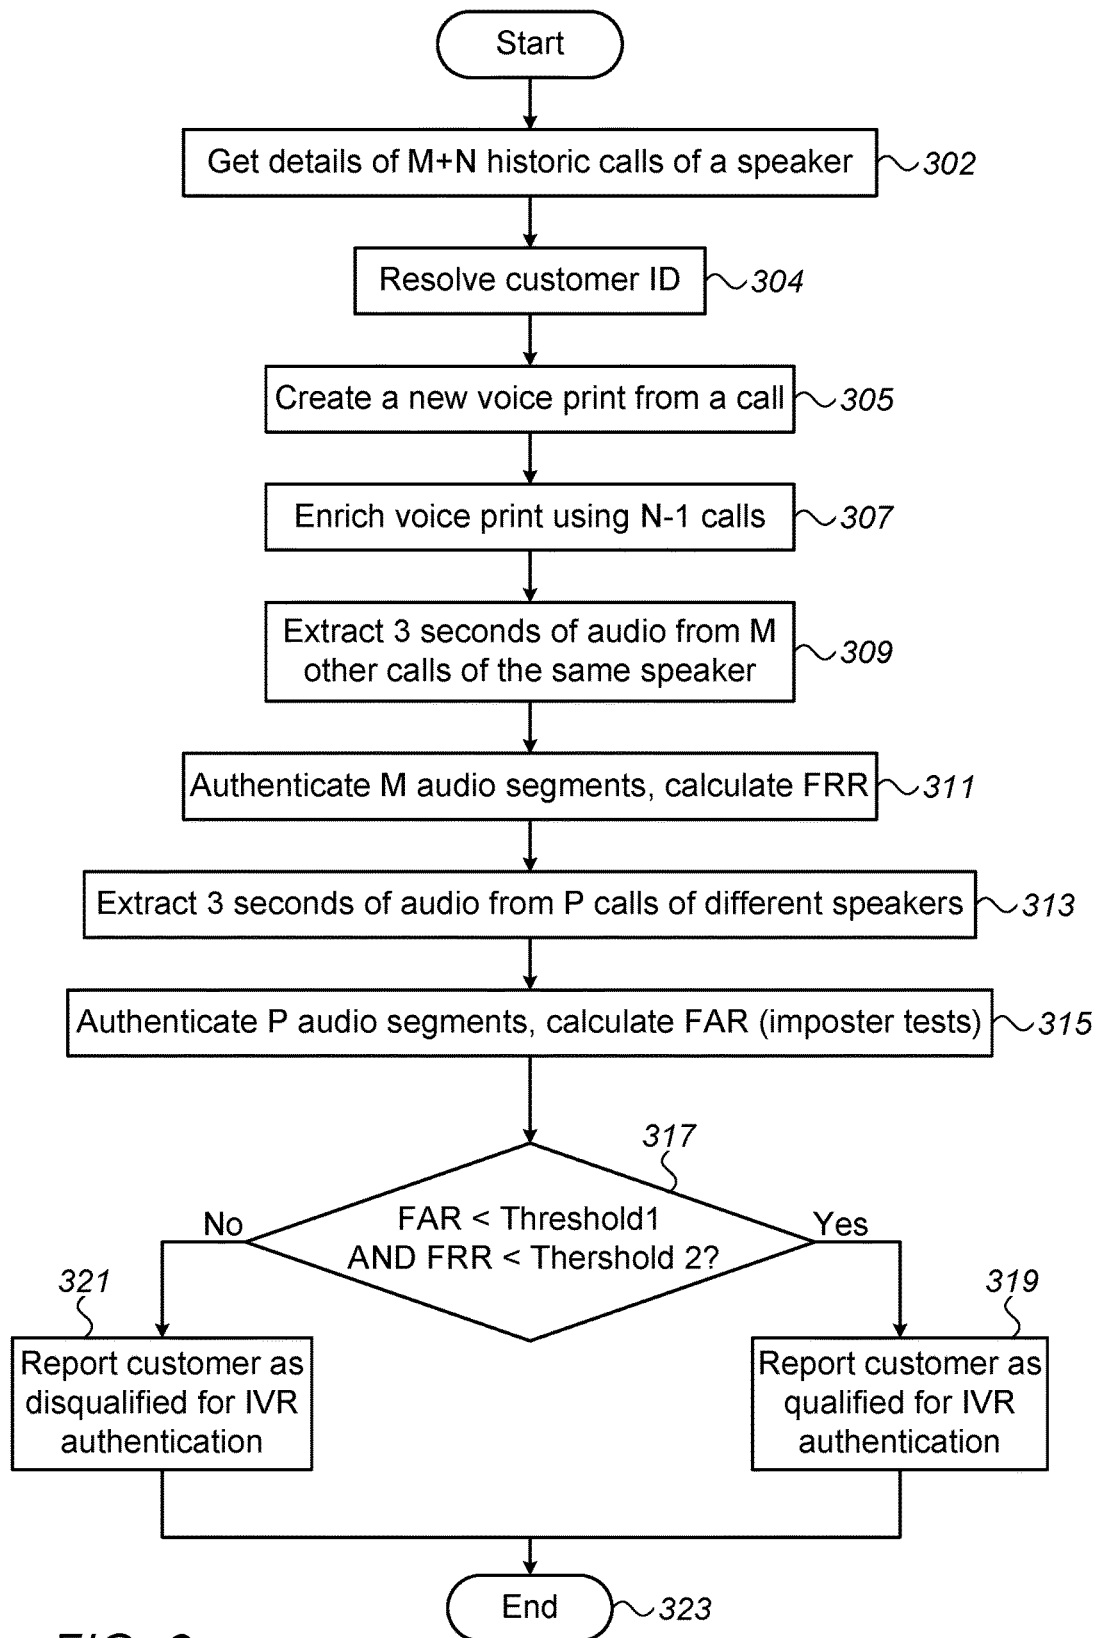 Start
Get details of M+N historic calls of a speaker
302
Resolve customer ID
304
Create a new voice print from a call
305
Enrich voice print using N-1 calls
307
Extract 3 seconds of audio from M
other calls of the same speaker
309
Authenticate M audio segments, calculate FRR
311
Extract 3 seconds of audio from P calls of different speakers
313
Authenticate P audio segments, calculate FAR (imposter tests)
315
317
FAR < Threshold1
AND FRR < Thershold 2?
No
Yes
321
Report customer as
disqualified for IVR
authentication
319
Report customer as
qualified for IVR
authentication
End
323